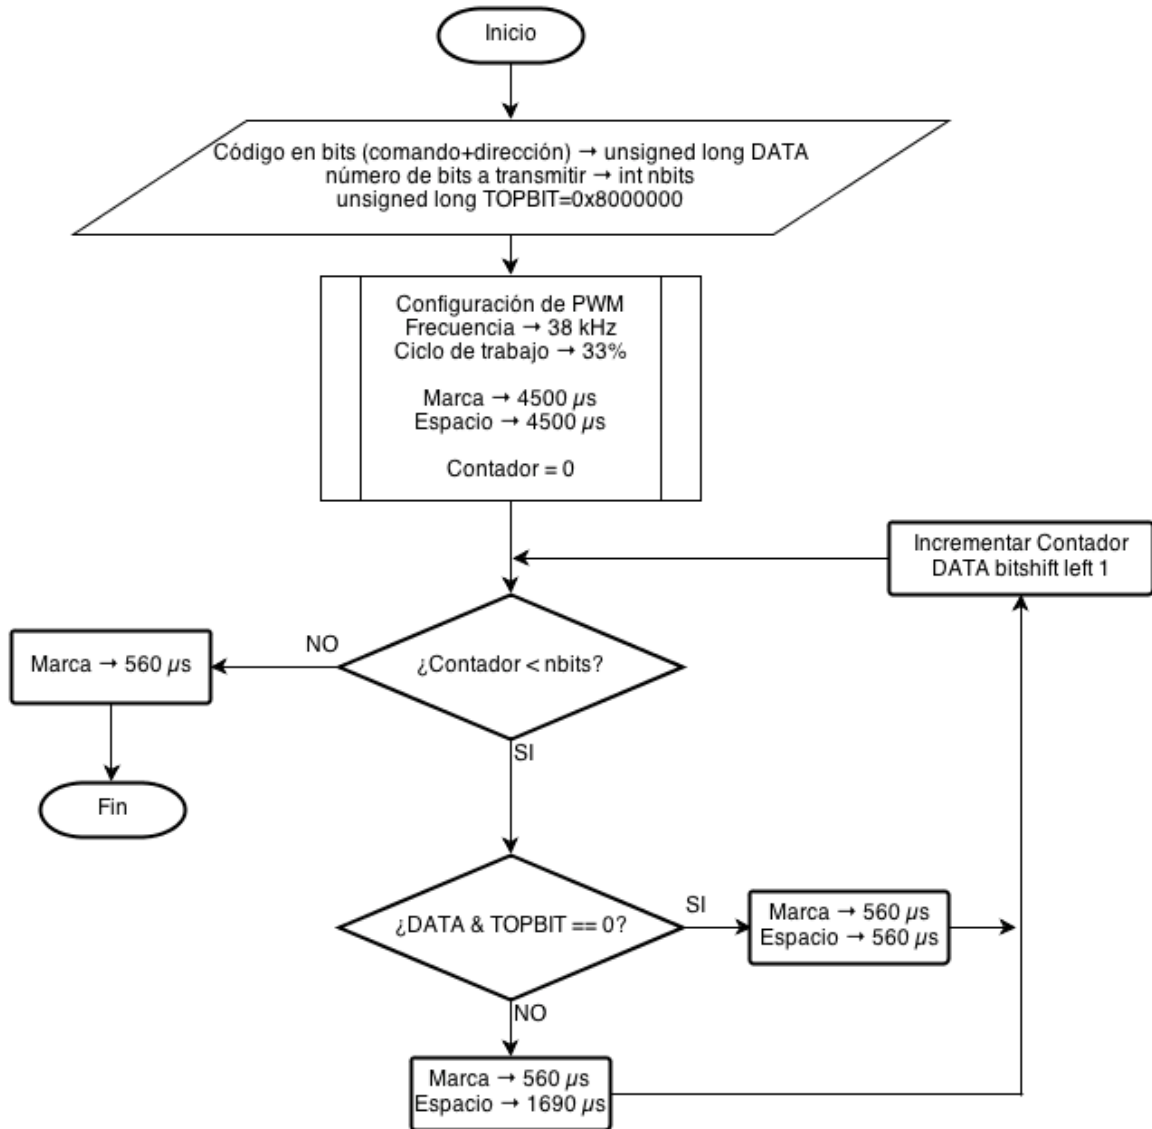 Inicio
Código en bits (comando+dirección) → unsigned long DATA
número de bits a transmitir → int nbits
unsigned long TOPBIT=0x8000000
Configuración de PWM
Frecuencia → 38 kHz
Ciclo de trabajo → 33%
Marca → 4500 µs
Espacio → 4500 µs
Contador = 0
Incrementar Contador
DATA bitshift left 1
¿Contador < nbits?
NO
Marca → 560 µs
Fin
SI
¿DATA & TOPBIT == 0?
SI
Marca → 560 µs
Espacio → 560 µs
NO
Marca → 560 µs
Espacio → 1690 µs